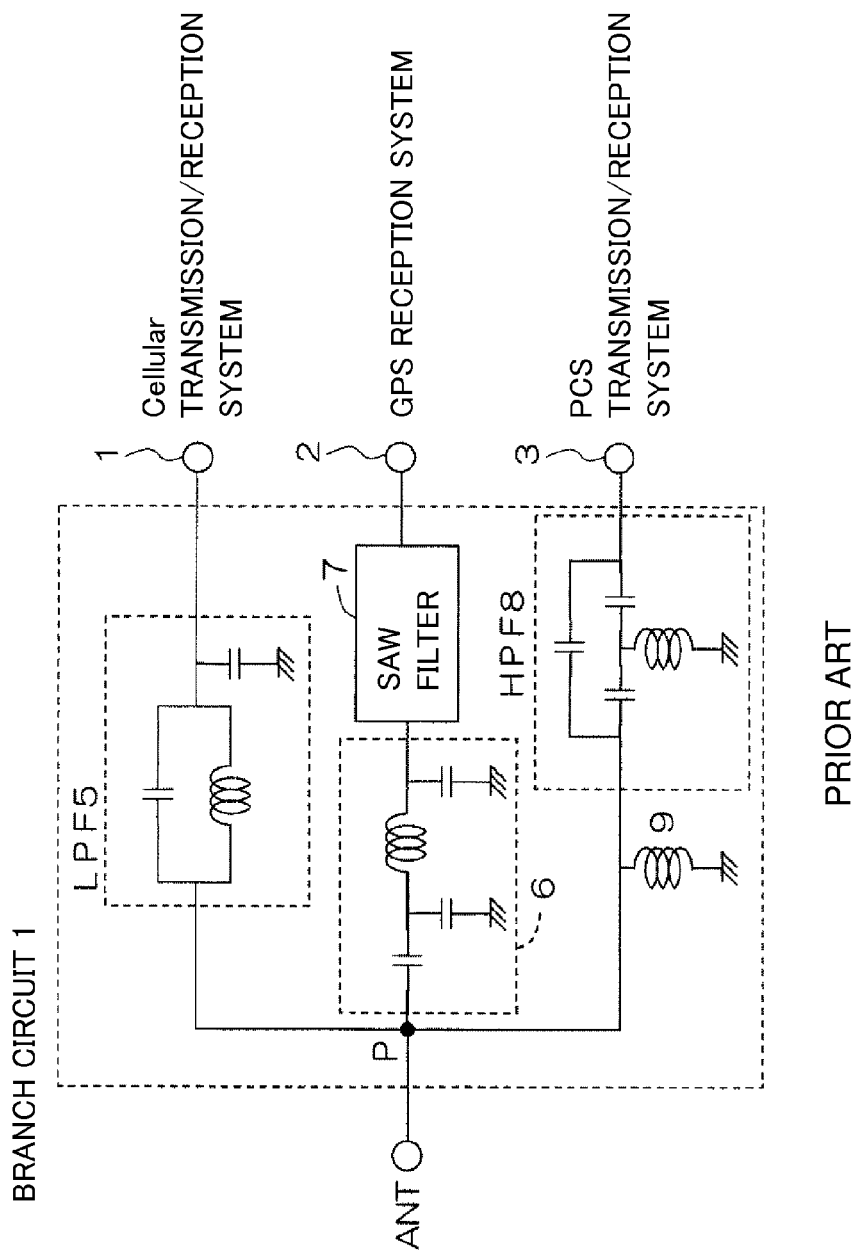 BRANCH CIRCUIT 1
Cellular
TRANSMISSION/RECEPTION
SYSTEM
1
LPF5
GPS RECEPTION SYSTEM
2
7
SAW
FILTER
6
P
ANT
PCS
TRANSMISSION/RECEPTION
SYSTEM
3
HPF8
9
PRIOR ART